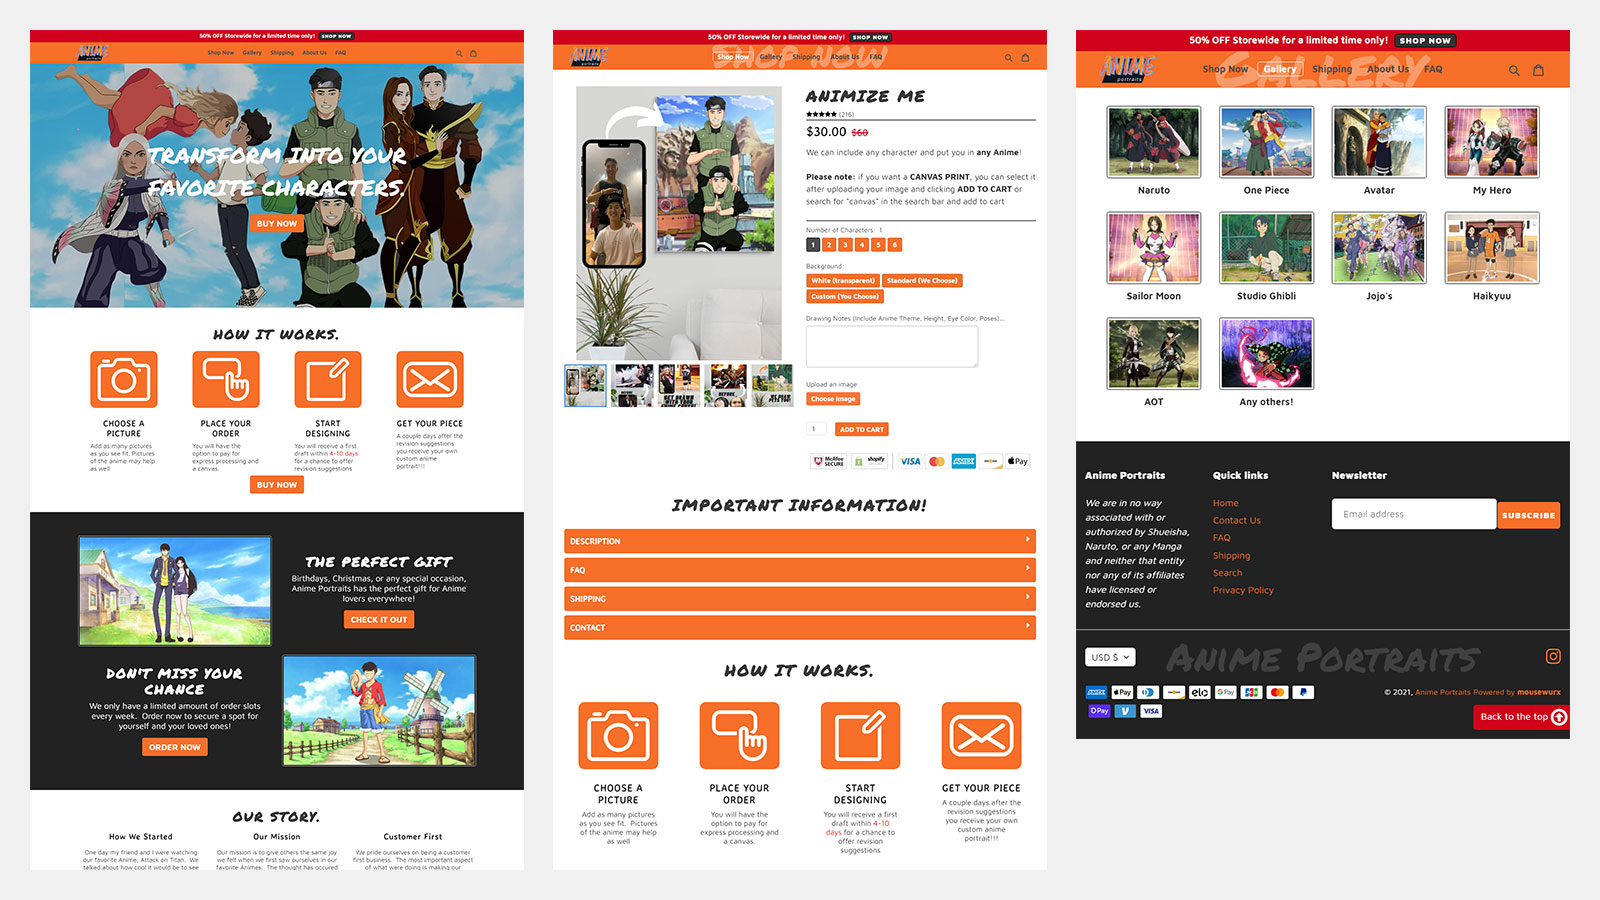 50% OFF Storewide for a limited time only! SHOP NOW
ANIME
portraits
Shop Now Gallery Shipping About Us FAQ
TRANSFORM INTO YOUR
FAVORITE CHARACTERS.
BUY NOW
HOW IT WORKS.
CHOOSE A
PICTURE
Add as many pictures
as you see fit. Pictures
of the anime may help
as well
PLACE YOUR
ORDER
You will have the
option to pay for
express processing and
a canvas.
START
DESIGNING
You will receive a first
draft within 4-10 days
for a chance to offer
revision suggestions
GET YOUR PIECE
A couple days after the
revision suggestions
you receive your own
custom anime
portrait!!!
BUY NOW
THE PERFECT GIFT
Birthdays, Christmas, or any special occasion,
Anime Portraits has the perfect gift for Anime
lovers everywhere!
CHECK IT OUT
DON'T MISS YOUR
CHANCE
We only have a limited amount of order slots
every week. Order now to secure a spot for
yourself and your loved ones!
ORDER NOW
OUR STORY.
How We Started
One day my friend and I were watching
our favorite Anime, Attack on Titan. We
talked about how cool it would be to see
Our Mission
Our mission is to give others the same joy
we felt when we first saw ourselves in our
favorite Animes. The thought has occured
Customer First
We pride ourselves on being a customer
first business. The most important aspect
of what were doing is making our
50% OFF Storewide for a limited time only! SHOP NOW
ANIME
portraits
SHOP NOW
Shop Now Gallery Shipping About Us FAQ
ANIMIZE ME
(216)
$30.00 $60
We can include any character and put you in any Anime!
Please note: if you want a CANVAS PRINT, you can select it
after uploading your image and clicking ADD TO CART or
search for "canvas" in the search bar and add to cart
Number of Characters: 1
1 2 3 4 5 6
Background:
White (transparent) Standard (We Choose)
Custom (You Choose)
Drawing Notes (Include Anime Theme, Height, Eye Color, Poses)...
Upload an image
Choose image
1 ADD TO CART
GET DRAWN
WITH YOUR
BEFORE
McAfee
SECURE
shopify
VISA
AMEX
Pay
IMPORTANT INFORMATION!
DESCRIPTION
FAQ
SHIPPING
CONTACT
HOW IT WORKS.
CHOOSE A
PICTURE
Add as many pictures
as you see fit. Pictures
of the anime may help
as well
PLACE YOUR
ORDER
You will have the
option to pay for
express processing and
a canvas.
START
DESIGNING
You will receive a first
draft within 4-10
days for a chance to
offer revision
suggestions
GET YOUR PIECE
A couple days after the
revision suggestions
you receive your own
custom anime
portrait!!!
50% OFF Storewide for a limited time only! SHOP NOW
ANIME
portraits
GALLERY
Shop Now Gallery Shipping About Us FAQ
Naruto One Piece Avatar My Hero
Sailor Moon Studio Ghibli Jojo's Haikyuu
AOT Any others!
Anime Portraits
We are in no way
associated with or
authorized by Shueisha,
Naruto, or any Manga
and neither that entity
nor any of its affiliates
have licensed or
endorsed us.
Quick links
Home
Contact Us
FAQ
Shipping
Search
Privacy Policy
Newsletter
Email address SUBSCRIBE
USD $
ANIME PORTRAITS
AMEX Pay elo G Pay JCB
O Pay VISA
© 2021, Anime Portraits Powered by mousewurx
Back to the top